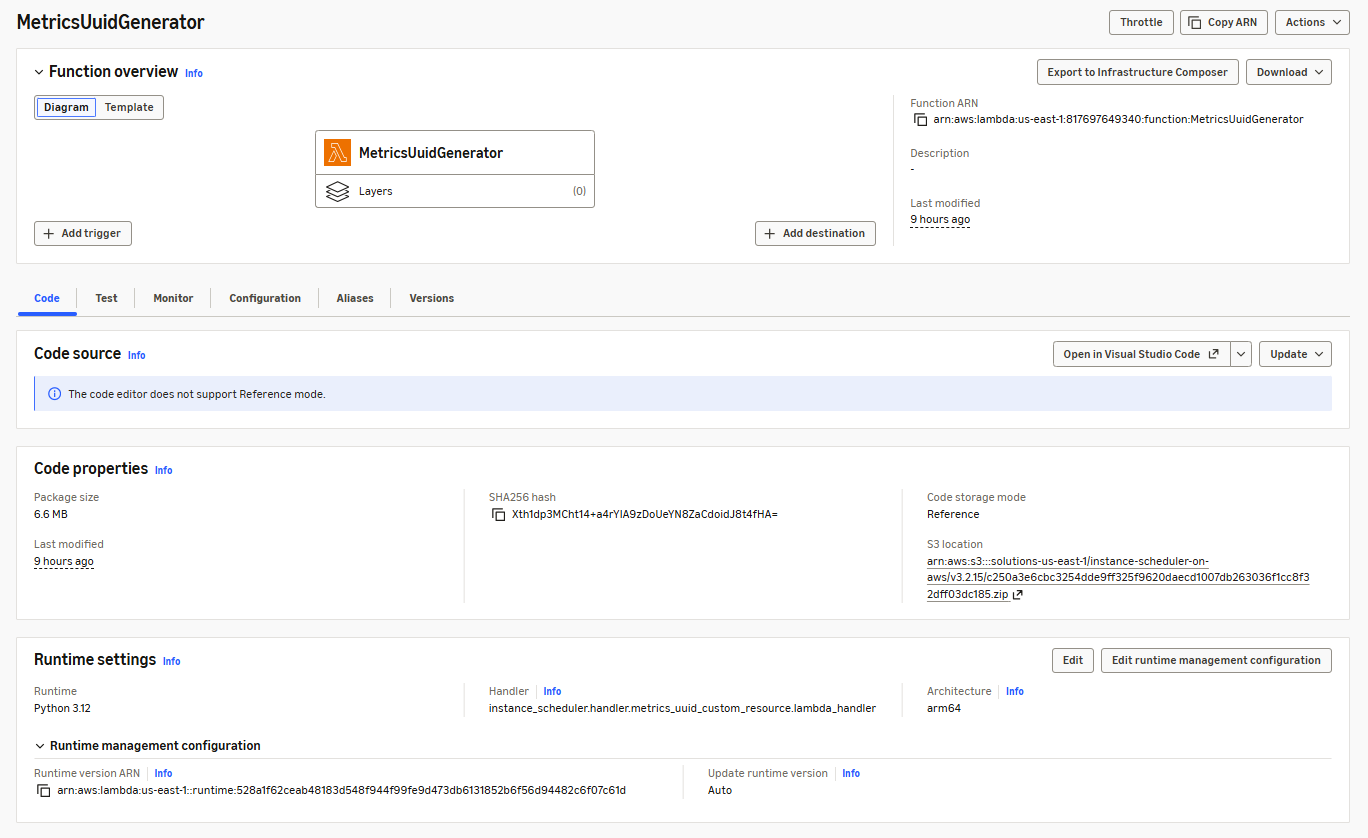 MetricsUuidGenerator
Throttle
Copy ARN
Actions
Function overview Info
Export to Infrastructure Composer
Download
Diagram
Template
MetricsUuidGenerator
Layers
(0)
Add trigger
Add destination
Function ARN
arn:aws:lambda:us-east-1:817697649340:function:MetricsUuidGenerator
Description
-
Last modified
9 hours ago
Code
Test
Monitor
Configuration
Aliases
Versions
Code source Info
Open in Visual Studio Code
Update
The code editor does not support Reference mode.
Code properties Info
Package size
6.6 MB
Last modified
9 hours ago
SHA256 hash
Xth1dp3MCht14+a4rYlA9zDoUeYN8ZaCdoidJ8t4fHA=
Code storage mode
Reference
S3 location
arn:aws:s3:::solutions-us-east-1/instance-scheduler-on-
aws/v3.2.15/c250a3e6cbc3254dde9ff325f9620daecd1007db263036f1cc8f3
2dff03dc185.zip
Runtime settings Info
Edit
Edit runtime management configuration
Runtime
Python 3.12
Handler Info
instance_scheduler.handler.metrics_uuid_custom_resource.lambda_handler
Architecture Info
arm64
Runtime management configuration
Runtime version ARN Info
arn:aws:lambda:us-east-1::runtime:528a1f62ceab48183d548f944f99fe9d473db6131852b6f56d94482c6f07c61d
Update runtime version Info
Auto